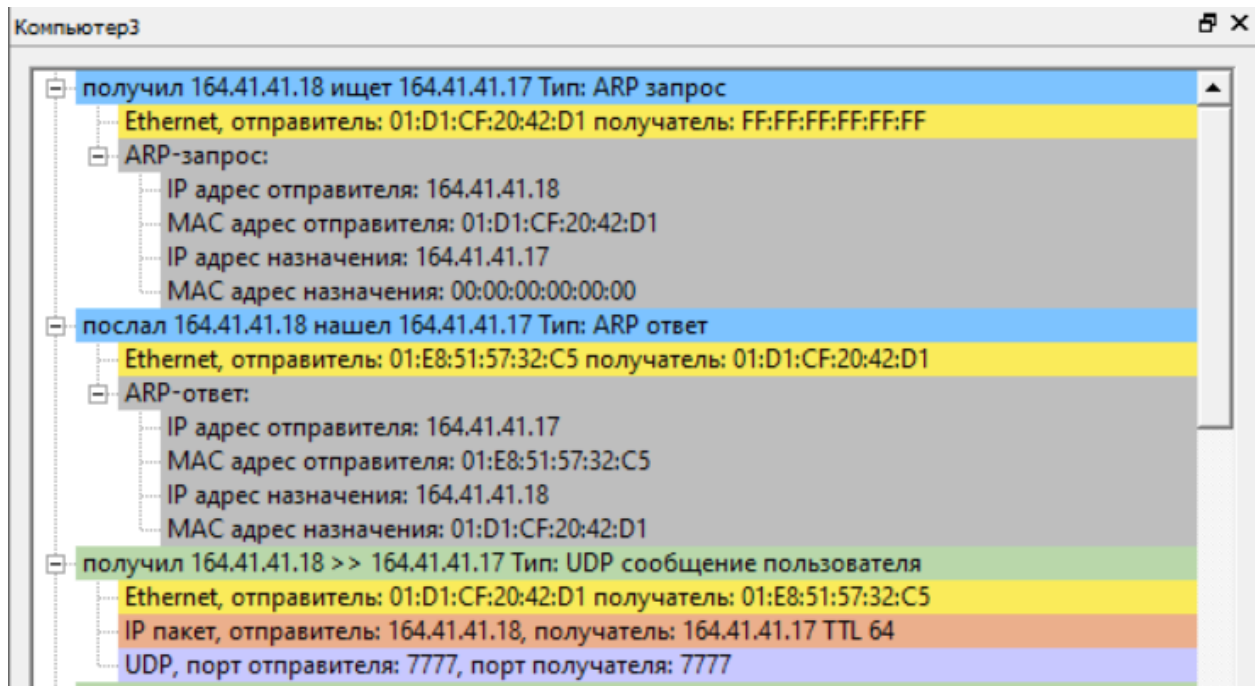 Компьютер3
получил 164.41.41.18 ищет 164.41.41.17 Тип: ARP запрос
Ethernet, отправитель: 01:D1:CF:20:42:D1 получатель: FF:FF:FF:FF:FF:FF
ARP-запрос:
IP адрес отправителя: 164.41.41.18
MAC адрес отправителя: 01:D1:CF:20:42:D1
IP адрес назначения: 164.41.41.17
MAC адрес назначения: 00:00:00:00:00:00
послал 164.41.41.18 нашел 164.41.41.17 Тип: ARP ответ
Ethernet, отправитель: 01:E8:51:57:32:C5 получатель: 01:D1:CF:20:42:D1
ARP-ответ:
IP адрес отправителя: 164.41.41.17
MAC адрес отправителя: 01:E8:51:57:32:C5
IP адрес назначения: 164.41.41.18
MAC адрес назначения: 01:D1:CF:20:42:D1
получил 164.41.41.18 >> 164.41.41.17 Тип: UDP сообщение пользователя
Ethernet, отправитель: 01:D1:CF:20:42:D1 получатель: 01:E8:51:57:32:C5
IP пакет, отправитель: 164.41.41.18, получатель: 164.41.41.17 TTL 64
UDP, порт отправителя: 7777, порт получателя: 7777